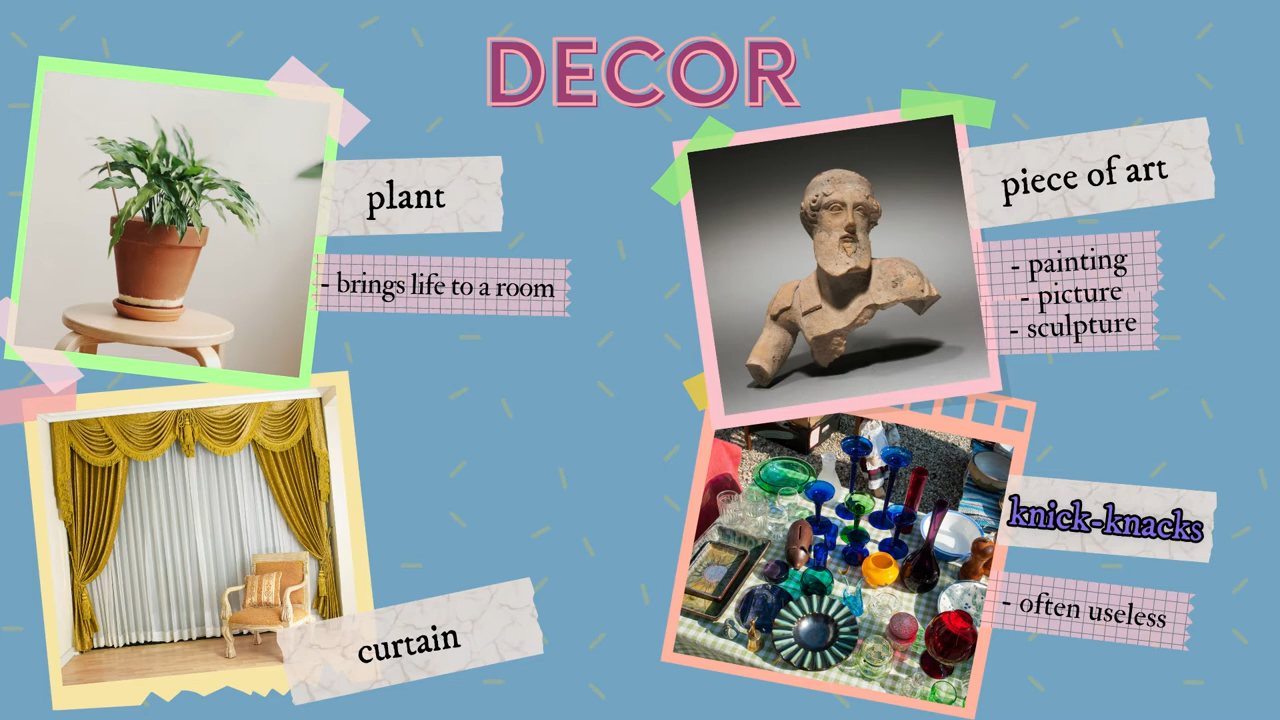 DECOR
plant
- brings life to a room
curtain
piece of art
- painting
- picture
- sculpture
knick-knacks
- often useless